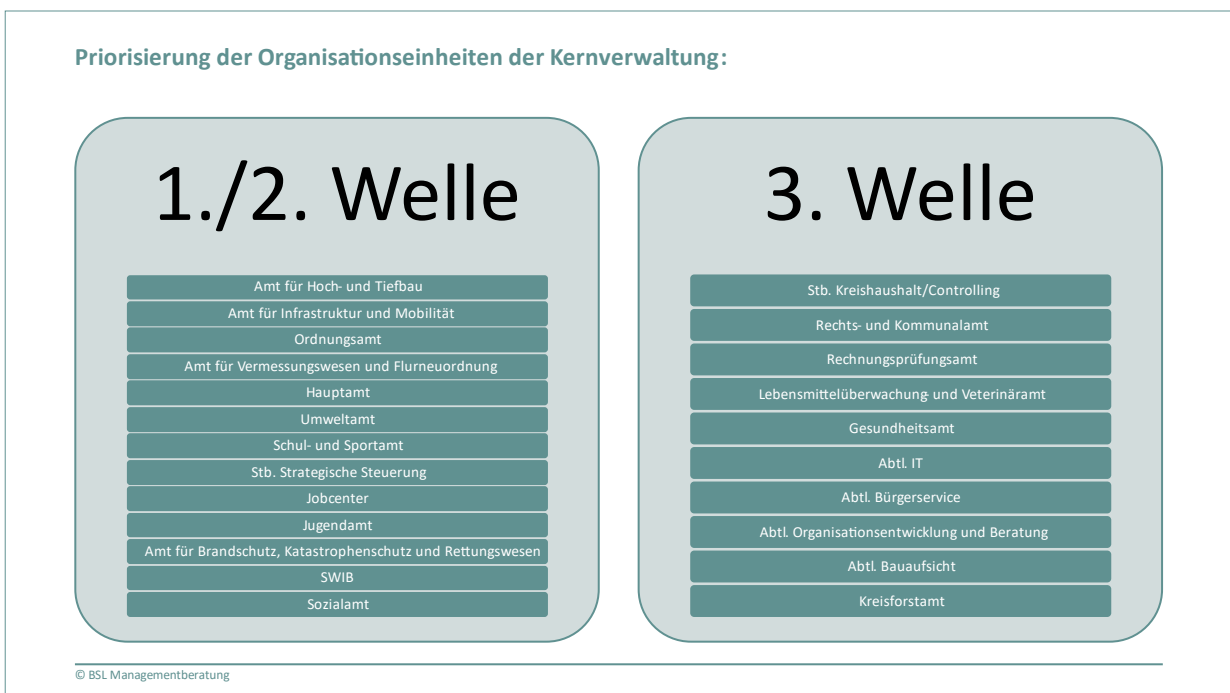 Priorisierung der Organisationseinheiten der Kernverwaltung:
1./2. Welle
Amt für Hoch- und Tiefbau
Amt für Infrastruktur und Mobilität
Ordnungsamt
Amt für Vermessungswesen und Flurneuordnung
Hauptamt
Umweltamt
Schul- und Sportamt
Stb. Strategische Steuerung
Jobcenter
Jugendamt
Amt für Brandschutz, Katastrophenschutz und Rettungswesen
SWIB
Sozialamt
3. Welle
Stb. Kreishaushalt/Controlling
Rechts- und Kommunalamt
Rechnungsprüfungsamt
Lebensmittelüberwachung- und Veterinäramt
Gesundheitsamt
Abtl. IT
Abtl. Bürgerservice
Abtl. Organisationsentwicklung und Beratung
Abtl. Bauaufsicht
Kreisforstamt
© BSL Managementberatung